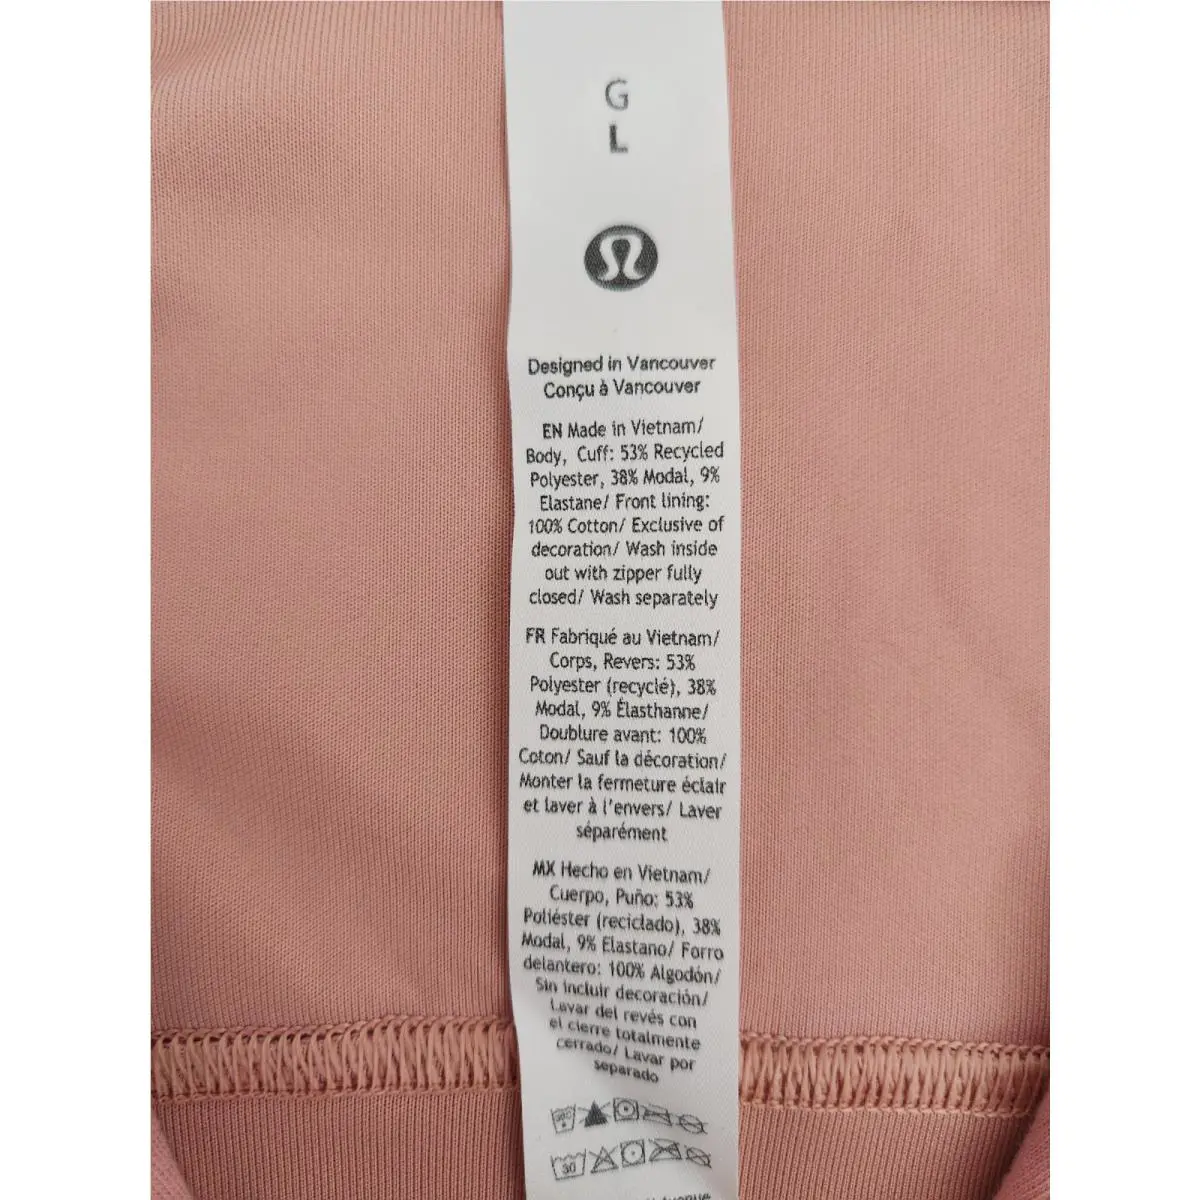 G
L
Designed in Vancouver
Conçu à Vancouver
EN Made in Vietnam/
Body, Cuff: 53% Recycled
Polyester, 38% Modal, 9%
Elastane/ Front lining:
100% Cotton/ Exclusive of
decoration/ Wash inside
out with zipper fully
closed/ Wash separately
FR Fabriqué au Vietnam/
Corps, Revers: 53%
Polyester (recyclé), 38%
Modal, 9% Élasthanne/
Doublure avant: 100%
Coton/ Sauf la décoration/
Monter la fermeture éclair
et laver à l'envers/ Laver
séparément
MX Hecho en Vietnam/
Cuerpo, Puño: 53%
Poliéster (reciclado), 38%
Modal, 9% Elastano/ Forro
delantero: 100% Algodón/
Sin incluir decoración/
Lavar del revés con
el cierre totalmente
cerrado/ Lavar por
separado
30